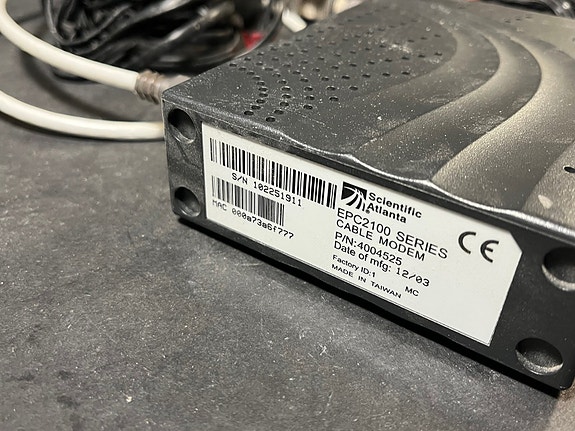 S/N 102251911
MAC 000a73a6f777
Scientific
Atlanta
EPC2100 SERIES
CABLE MODEM
P/N:4004525
Date of mfg: 12/03
Factory ID:1 MC
MADE IN TAIWAN
CE